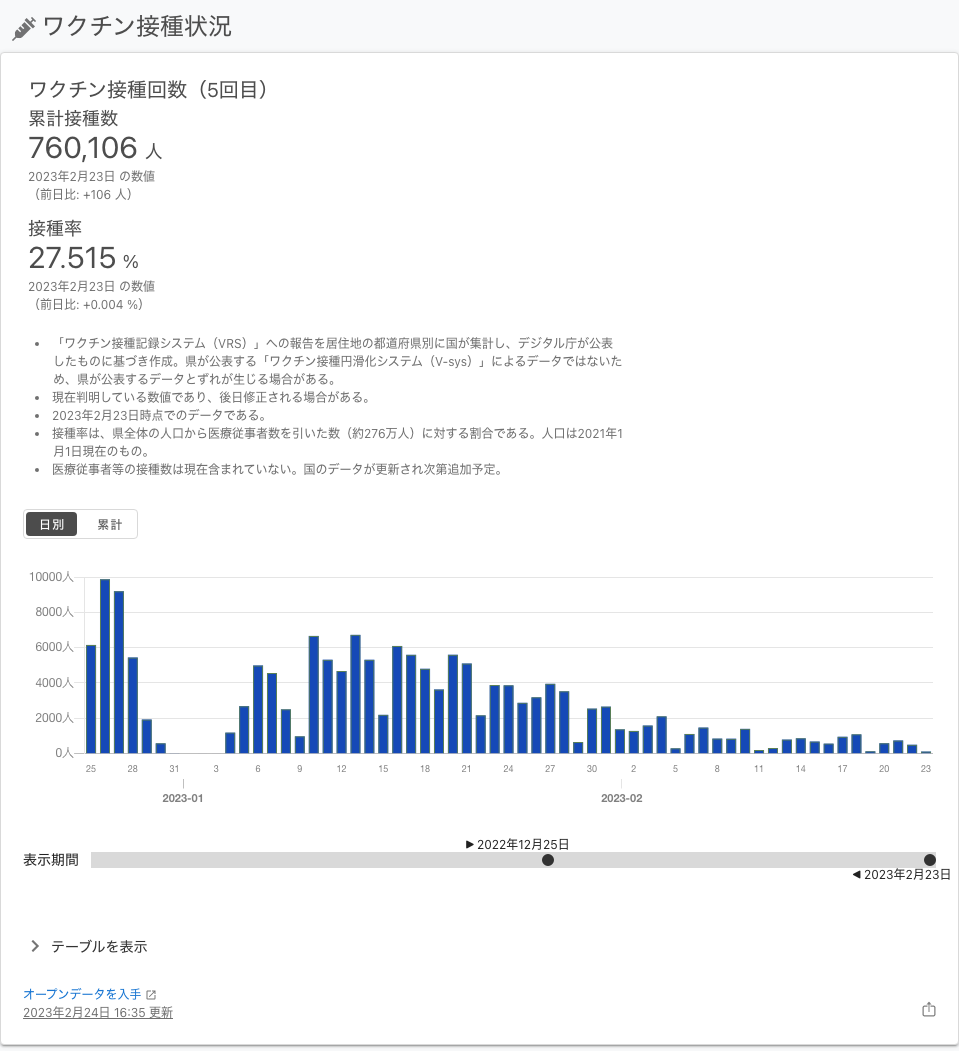 ワクチン接種状況
ワクチン接種回数（5回目）
累計接種数
760,106 人
2023年2月23日 の数値
（前日比: +106 人）
接種率
27.515 %
2023年2月23日 の数値
（前日比: +0.004 %）
• 「ワクチン接種記録システム（VRS）」への報告を居住地の都道府県別に国が集計し、デジタル庁が公表
したものに基づき作成。県が公表する「ワクチン接種円滑化システム（V-sys）」によるデータではないた
め、県が公表するデータとずれが生じる場合がある。
• 現在判明している数値であり、後日修正される場合がある。
• 2023年2月23日時点でのデータである。
• 接種率は、県全体の人口から医療従事者数を引いた数（約276万人）に対する割合である。人口は2021年1
月1日現在のもの。
• 医療従事者等の接種数は現在含まれていない。国のデータが更新され次第追加予定。
日別 累計
10000人
8000人
6000人
4000人
2000人
0人
25 28 31 3 6 9 12 15 18 21 24 27 30 2 5 8 11 14 17 20 23
2023-01 2023-02
▶ 2022年12月25日
表示期間
◀ 2023年2月23日
テーブルを表示
オープンデータを入手
2023年2月24日 16:35 更新